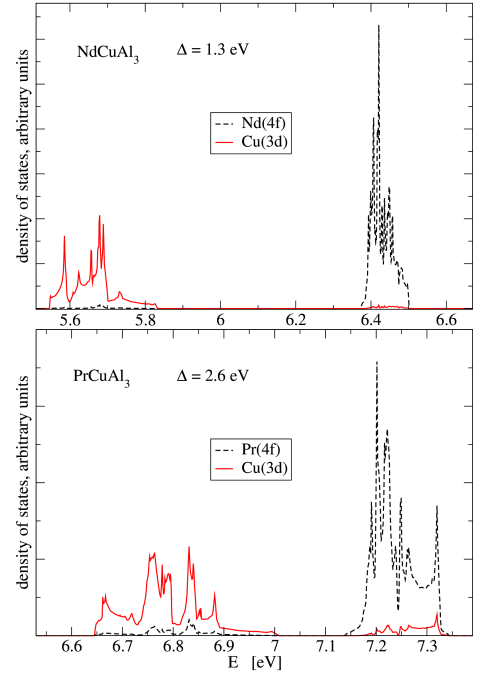 density of states, arbitrary units
NdCuAl3 Δ = 1.3 eV
Nd(4f)
Cu(3d)
5.6 5.8 6 6.2 6.4 6.6
density of states, arbitrary units
PrCuAl3 Δ = 2.6 eV
Pr(4f)
Cu(3d)
6.6 6.7 6.8 6.9 7 7.1 7.2 7.3
E [eV]